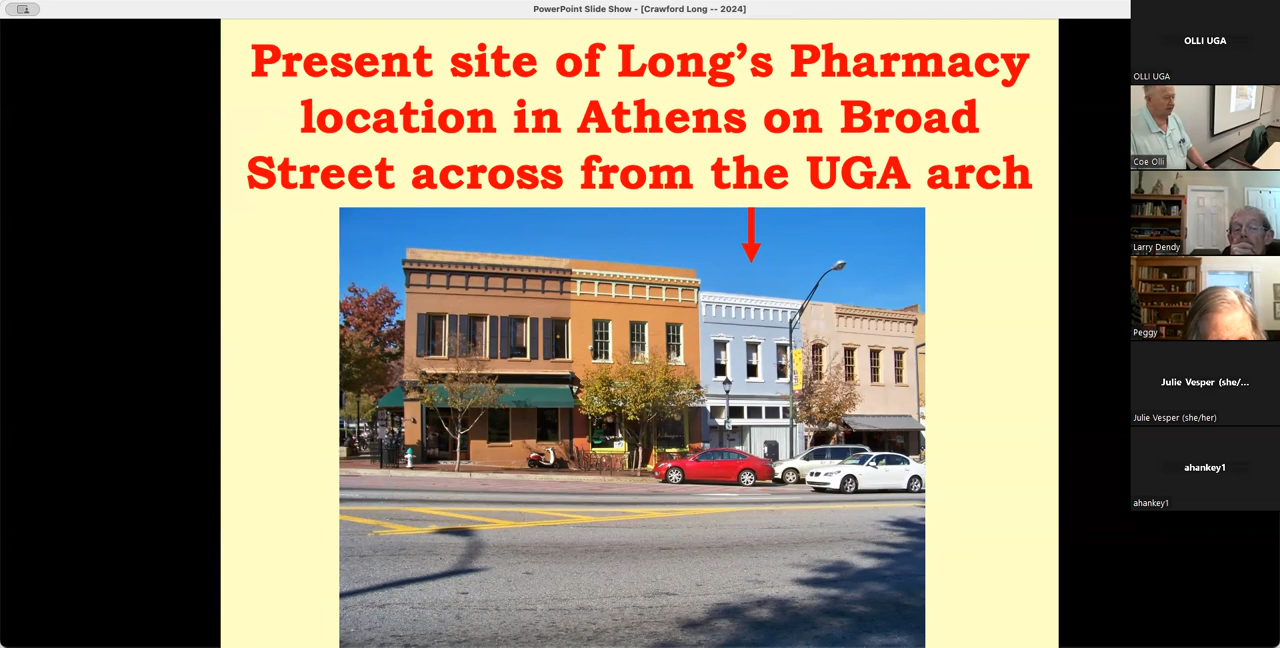 PowerPoint Slide Show - [Crawford Long -- 2024]
Present site of Long’s Pharmacy
location in Athens on Broad
Street across from the UGA arch
OLLI UGA
OLLI UGA
Coe Olli
Larry Dendy
Peggy
Julie Vesper (she/...
Julie Vesper (she/her)
ahankey1
ahankey1